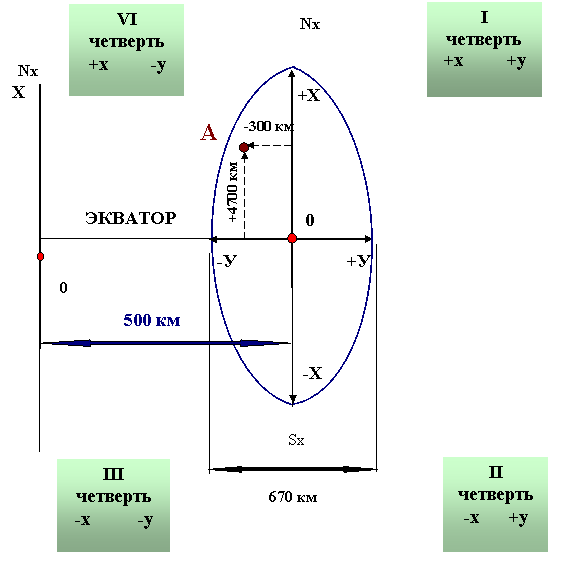 VI
четверть
+x -y
I
четверть
+x +y
Nx
Nx
X
+X
A
-300 км
+4700 км
ЭКВАТОР
0
-У
+У
0
500 км
-X
Sx
670 км
III
четверть
-x -y
II
четверть
-x +y